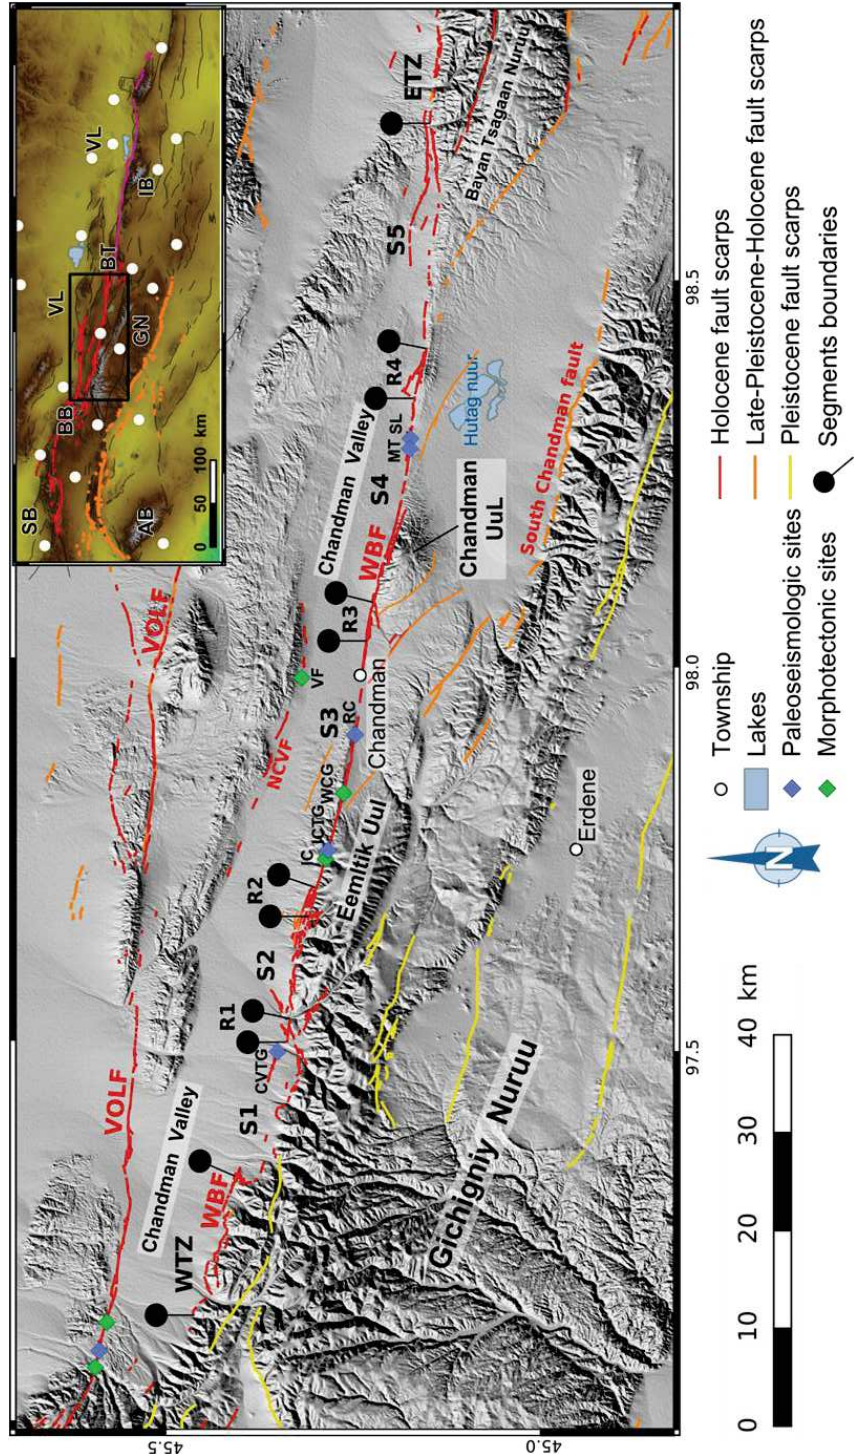 SB
BB
VL
VL
BT
IB
GN
AB
0 50 100 km
VOLF
VOLF
Chandman Valley
WTZ
WBF
S1
CVTG
R1
S2
R2
IC
ICTG
WCG
S3
RC
NCVF
VF
R3
Chandman Valley
WBF
S4
MT SL
R4
S5
ETZ
Bayan Tsagaan Nuruu
Hutag nuur
Chandman
UuL
South Chandman fault
Chandman
Eemltik Uul
Erdene
Gichigniy Nuruu
45.5
45.0
97.5
98.0
98.5
0 10 20 30 40 km
N
Township
Lakes
Paleoseismologic sites
Morphotectonic sites
Holocene fault scarps
Late-Pleistocene-Holocene fault scarps
Pleistocene fault scarps
Segments boundaries